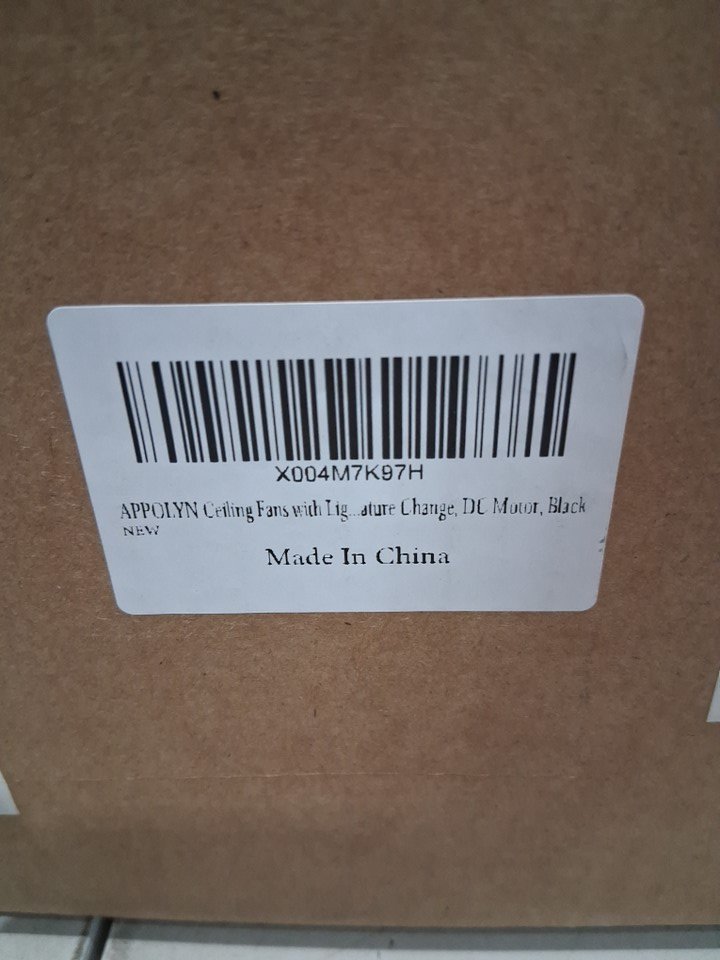 X004M7K97H
APPOLYN Ceiling Fans with Lig...ature Change, DC Motor, Black
NEW
Made In China